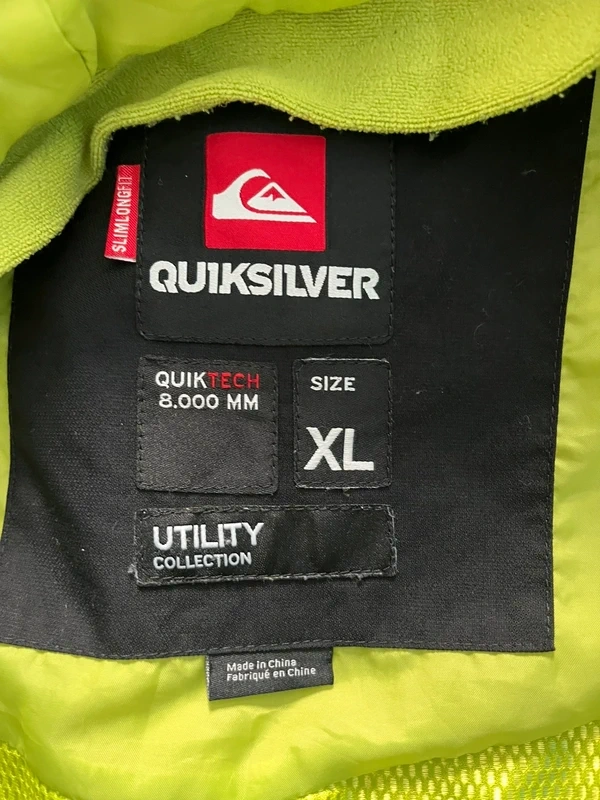 SLIMLONGFIT
QUIKSILVER
QUIKTECH
8.000 MM
SIZE
XL
UTILITY
COLLECTION
Made in China
Fabriqué en Chine